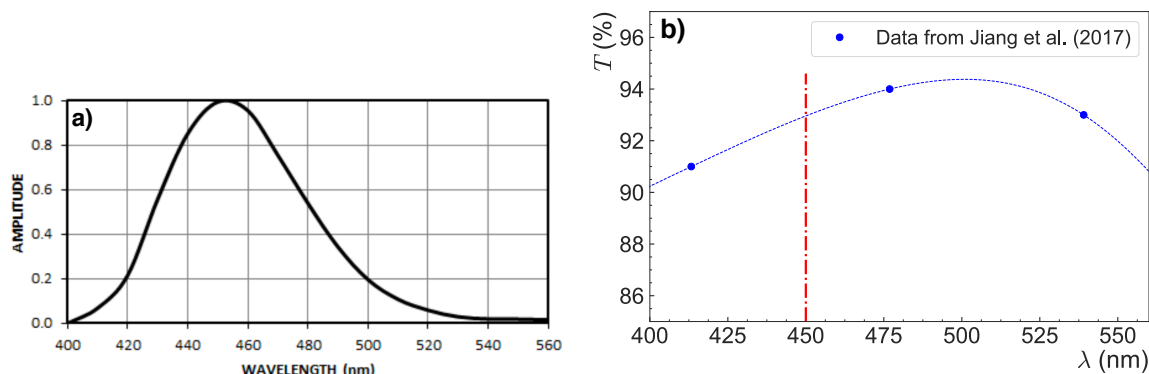 a)
AMPLITUDE
1.0
0.8
0.6
0.4
0.2
0.0
400 420 440 460 480 500 520 540 560
WAVELENGTH (nm)
b)
Data from Jiang et al. (2017)
T (%)
96
94
92
90
88
86
400 425 450 475 500 525 550
λ (nm)